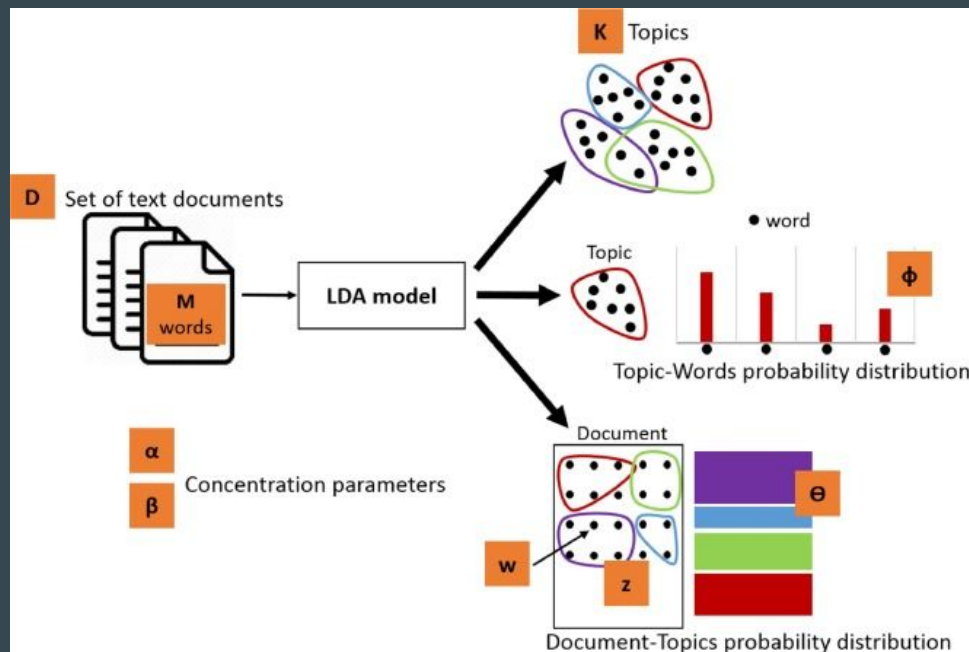 K Topics
D Set of text documents
M
words
LDA model
word
Topic
ϕ
Topic-Words probability distribution
α
β
Concentration parameters
Document
ө
w
z
Document-Topics probability distribution